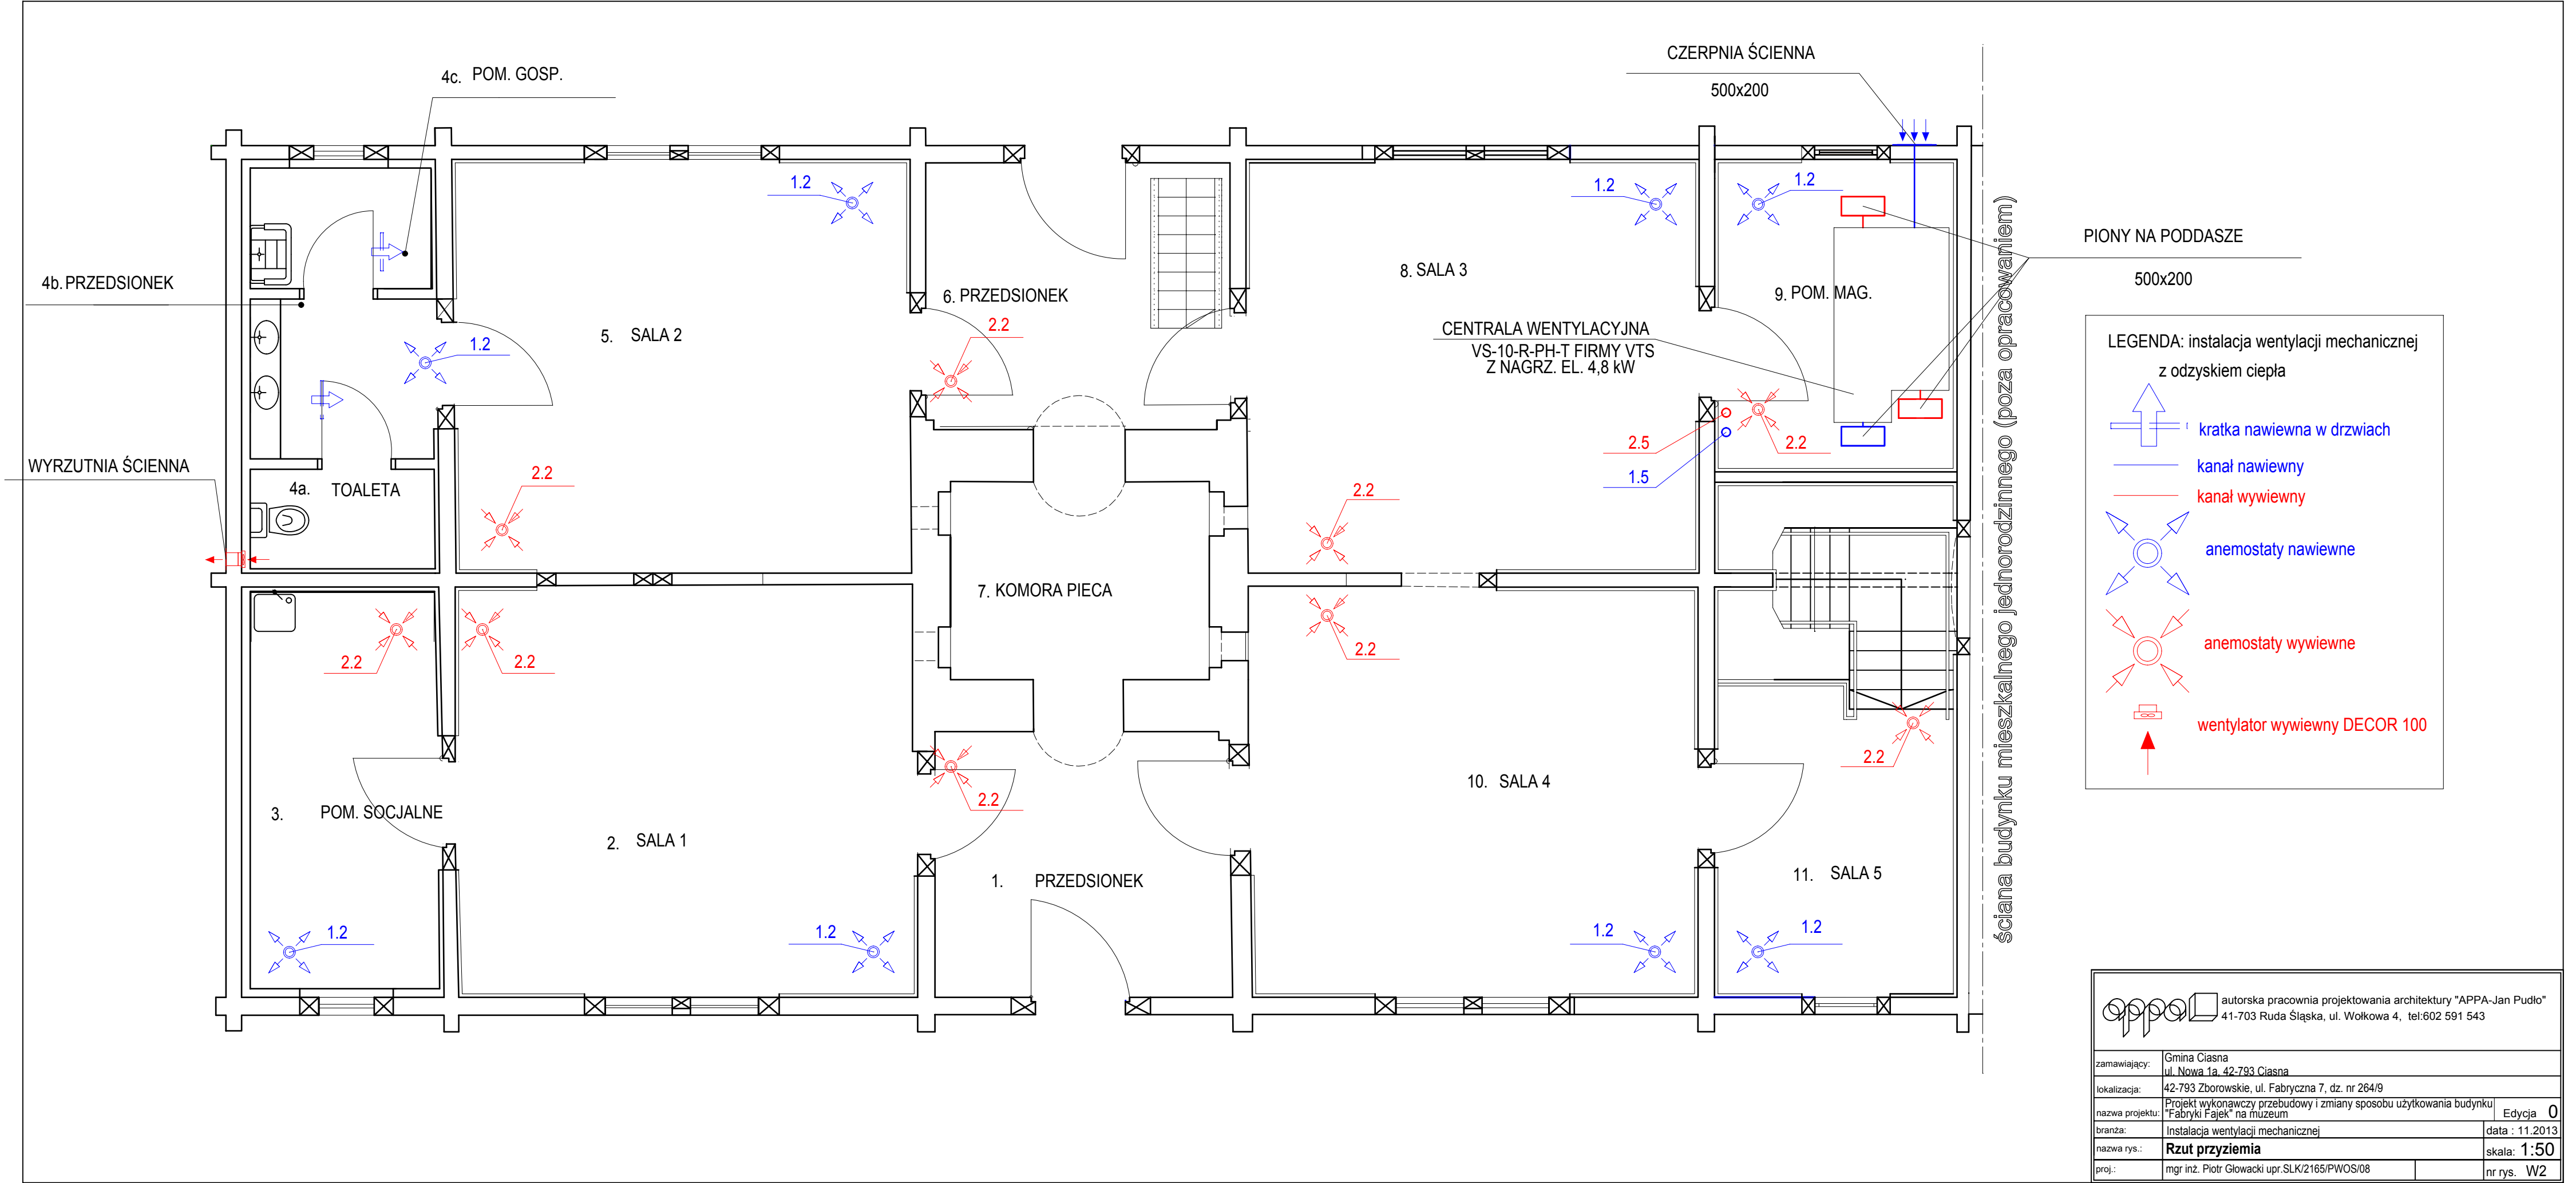 CZERPNIA ŚCIENNA
500x200
4c. POM. GOSP.
1.2
1.2
1.2
PIONY NA PODDASZE
500x200
4b. PRZEDSIONEK
8. SALA 3
9. POM. MAG.
6. PRZEDSIONEK
2.2
5. SALA 2
1.2
CENTRALA WENTYLACYJNA
VS-10-R-PH-T FIRMY VTS
Z NAGRZ. EL. 4,8 kW
ściana budynku mieszkalnego jednorodzinnego (poza opracowaniem)
LEGENDA: instalacja wentylacji mechanicznej
z odzyskiem ciepła
kratka nawiewna w drzwiach
kanał nawiewny
kanał wywiewny
anemostaty nawiewne
anemostaty wywiewne
wentylator wywiewny DECOR 100
WYRZUTNIA ŚCIENNA
4a. TOALETA
2.2
2.2
2.5
2.2
1.5
7. KOMORA PIECA
2.2
2.2
2.2
2.2
2.2
10. SALA 4
3. POM. SOCJALNE
2. SALA 1
1. PRZEDSIONEK
11. SALA 5
1.2
1.2
1.2
1.2
appa
autorska pracownia projektowania architektury "APPA-Jan Pudło"
41-703 Ruda Śląska, ul. Wołkowa 4, tel:602 591 543
zamawiający: Gmina Ciasna
ul. Nowa 1a, 42-793 Ciasna
lokalizacja: 42-793 Zborowskie, ul. Fabryczna 7, dz. nr 264/9
nazwa projektu: Projekt wykonawczy przebudowy i zmiany sposobu użytkowania budynku
"Fabryki Fajek" na muzeum Edycja 0
branża: Instalacja wentylacji mechanicznej data : 11.2013
nazwa rys.: Rzut przyziemia skala: 1:50
proj.: mgr inż. Piotr Głowacki upr.SLK/2165/PWOS/08 nr rys. W2